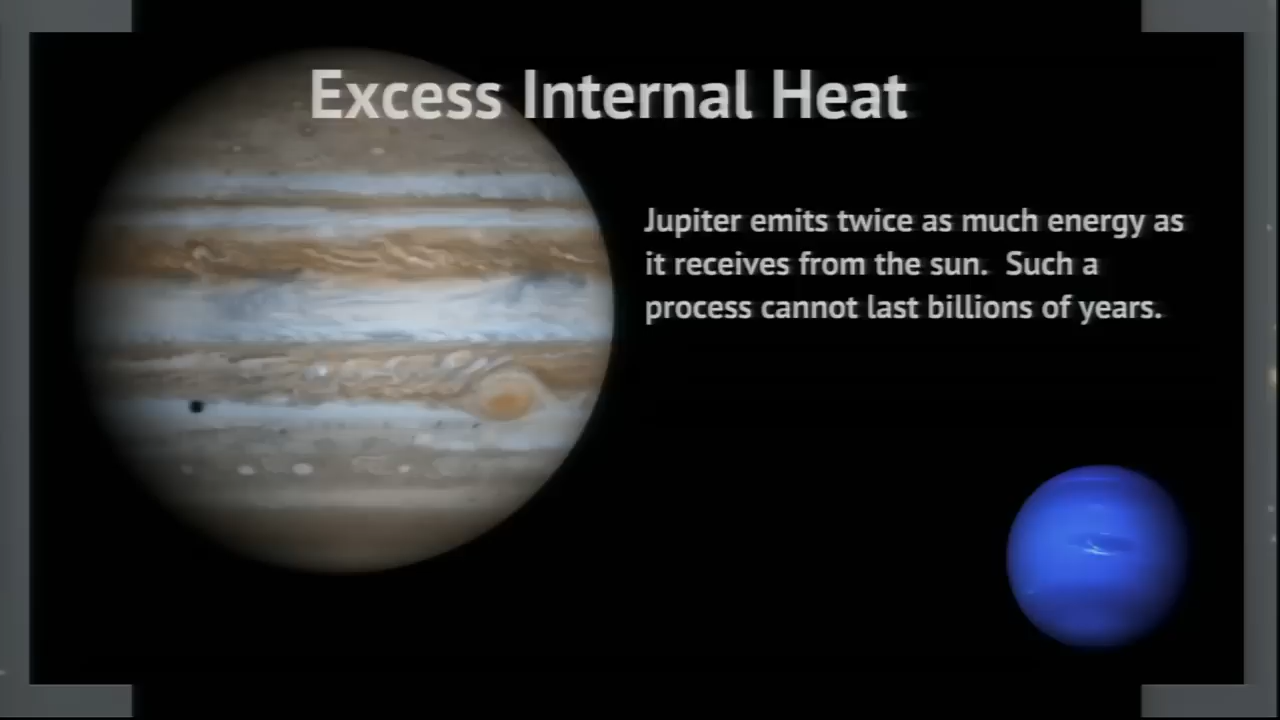 Excess Internal Heat
Jupiter emits twice as much energy as
it receives from the sun.  Such a
process cannot last billions of years.